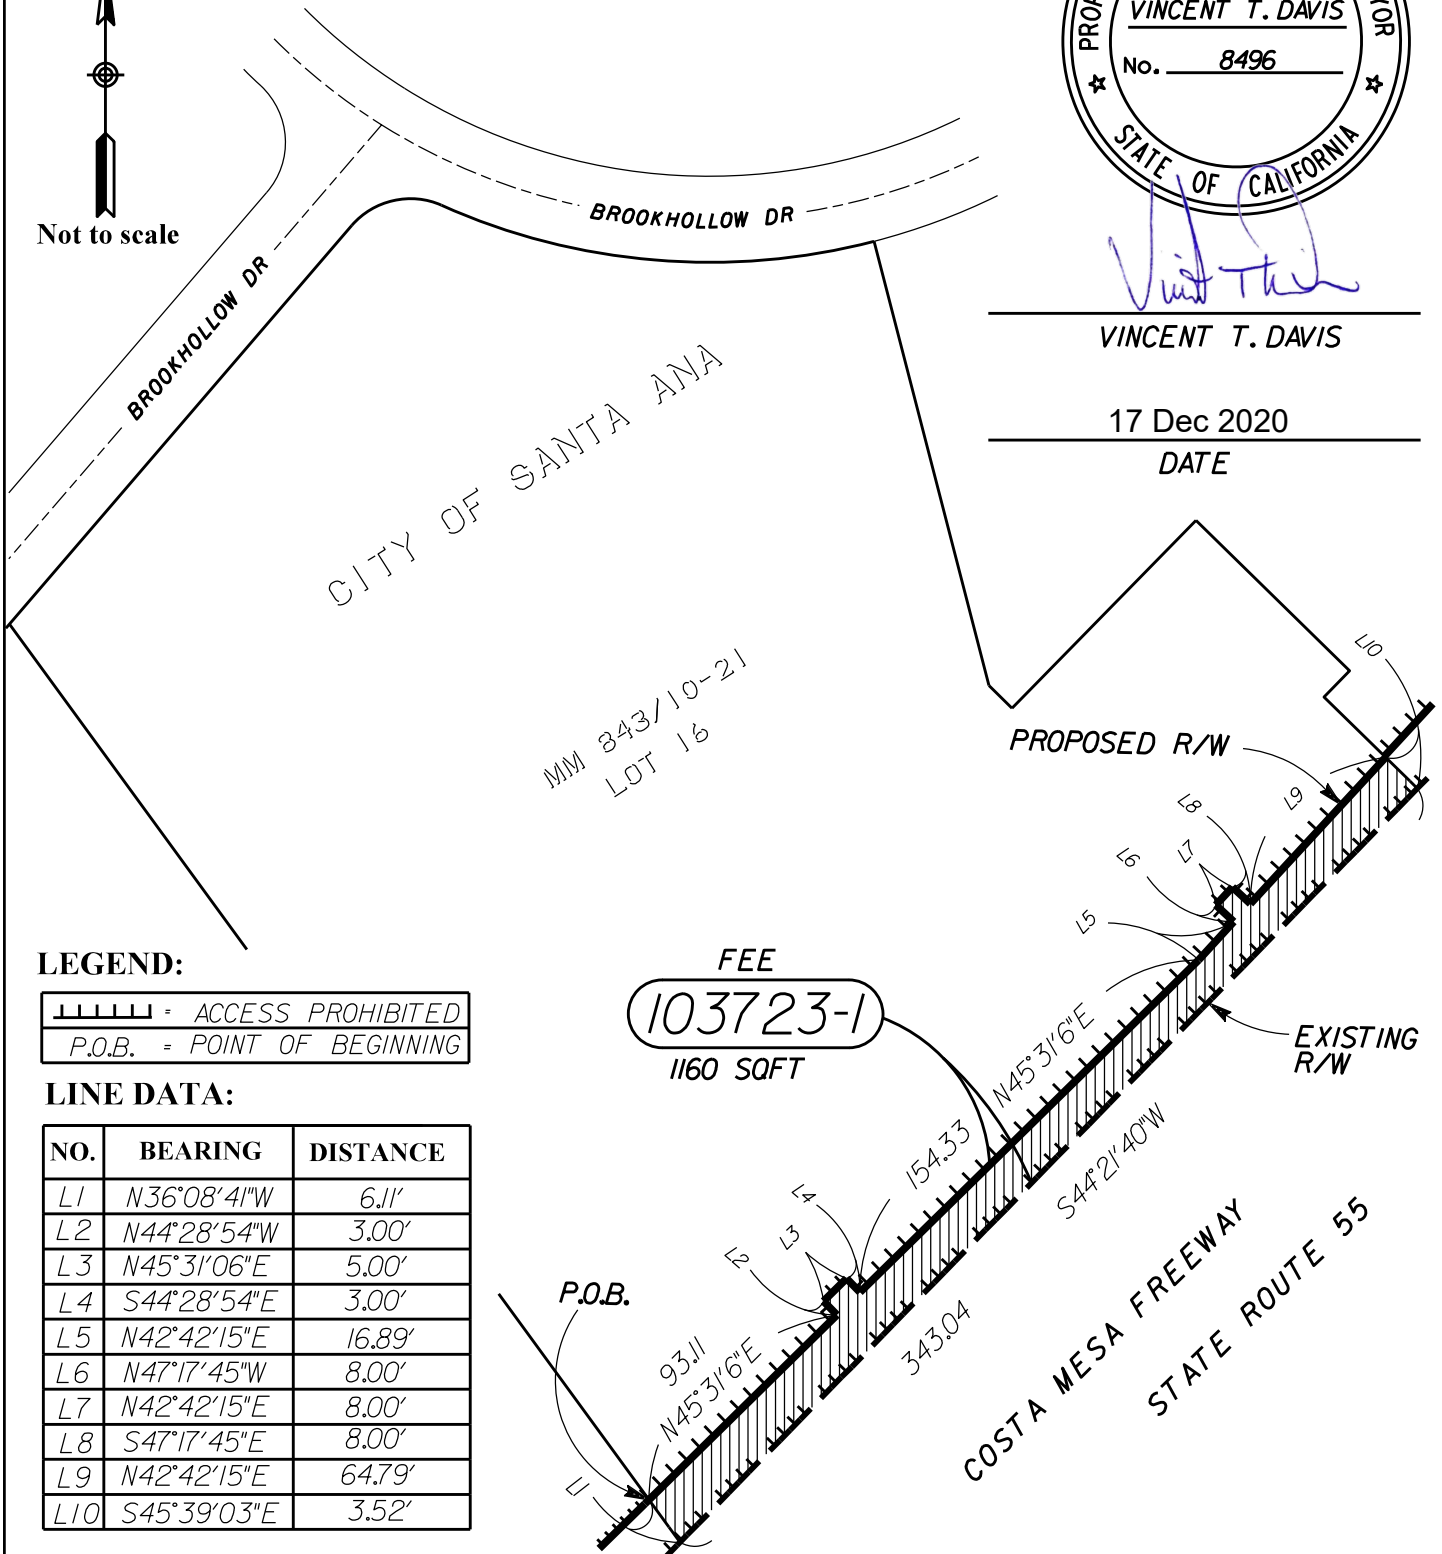 Not to scale
BROOKHOLLOW DR
BROOKHOLLOW DR
VINCENT T. DAVIS
No. 8496
STATE OF CALIFORNIA
VINCENT T. DAVIS
17 Dec 2020
DATE
CITY OF SANTA ANA
MM 843/10-21
LOT 16
PROPOSED R/W
L10
L9
L8
L7
L6
L5
FEE
103723-1
1160 SQFT
N45°31'6"E
154.33
EXISTING
R/W
S44°21'40"W
343.04
L4
L3
L2
P.O.B.
93.11
N45°31'6"E
L1
COSTA MESA FREEWAY
STATE ROUTE 55
LEGEND:
= ACCESS PROHIBITED
P.O.B. = POINT OF BEGINNING
LINE DATA:
NO. BEARING DISTANCE
L1 N36°08'41"W 6.11'
L2 N44°28'54"W 3.00'
L3 N45°31'06"E 5.00'
L4 S44°28'54"E 3.00'
L5 N42°42'15"E 16.89'
L6 N47°17'45"W 8.00'
L7 N42°42'15"E 8.00'
L8 S47°17'45"E 8.00'
L9 N42°42'15"E 64.79'
L10 S45°39'03"E 3.52'